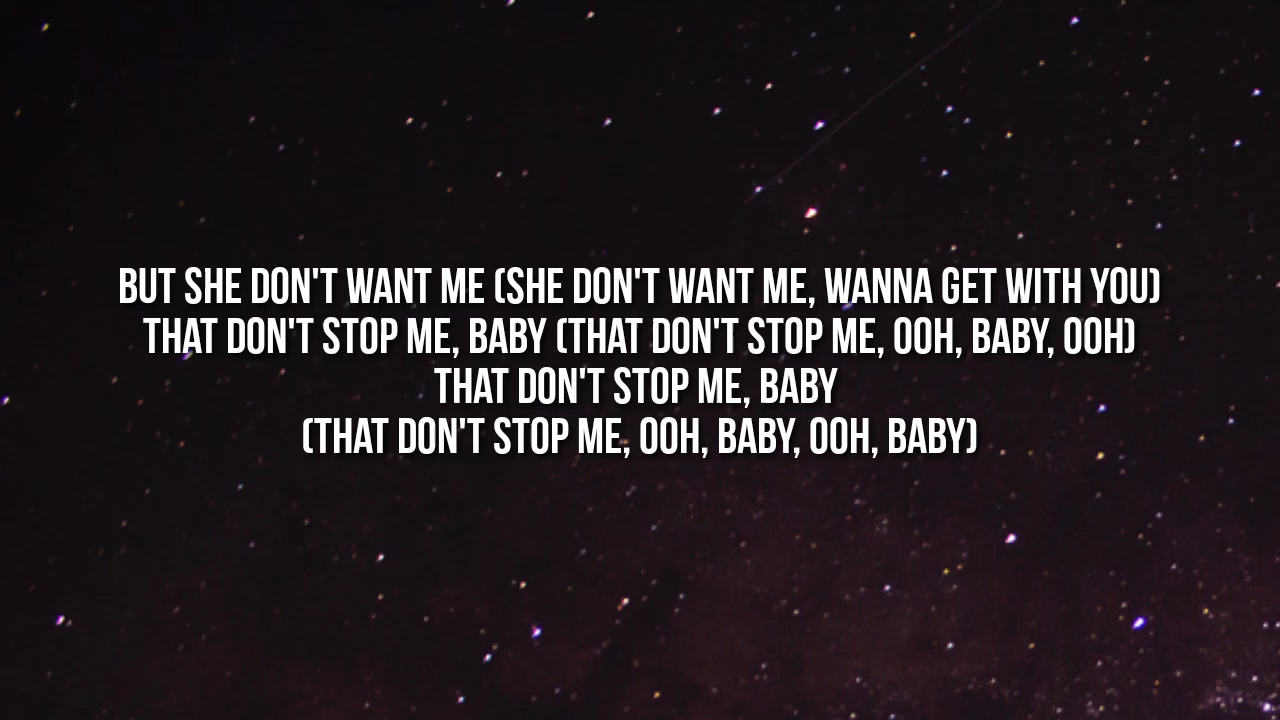 BUT SHE DON'T WANT ME (SHE DON'T WANT ME, WANNA GET WITH YOU)
THAT DON'T STOP ME, BABY (THAT DON'T STOP ME, OOH, BABY, OOH)
THAT DON'T STOP ME, BABY
(THAT DON'T STOP ME, OOH, BABY, OOH, BABY)